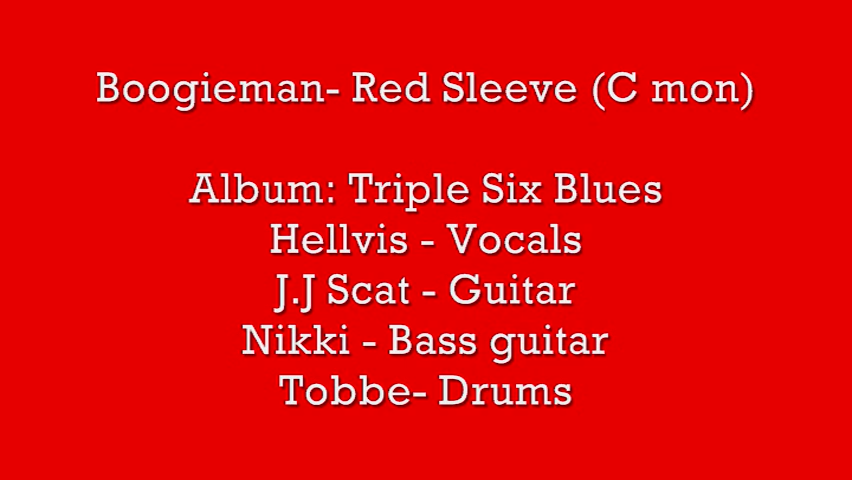 Boogieman- Red Sleeve (C mon)
Album: Triple Six Blues
Hellvis - Vocals
J.J Scat - Guitar
Nikki - Bass guitar
Tobbe- Drums